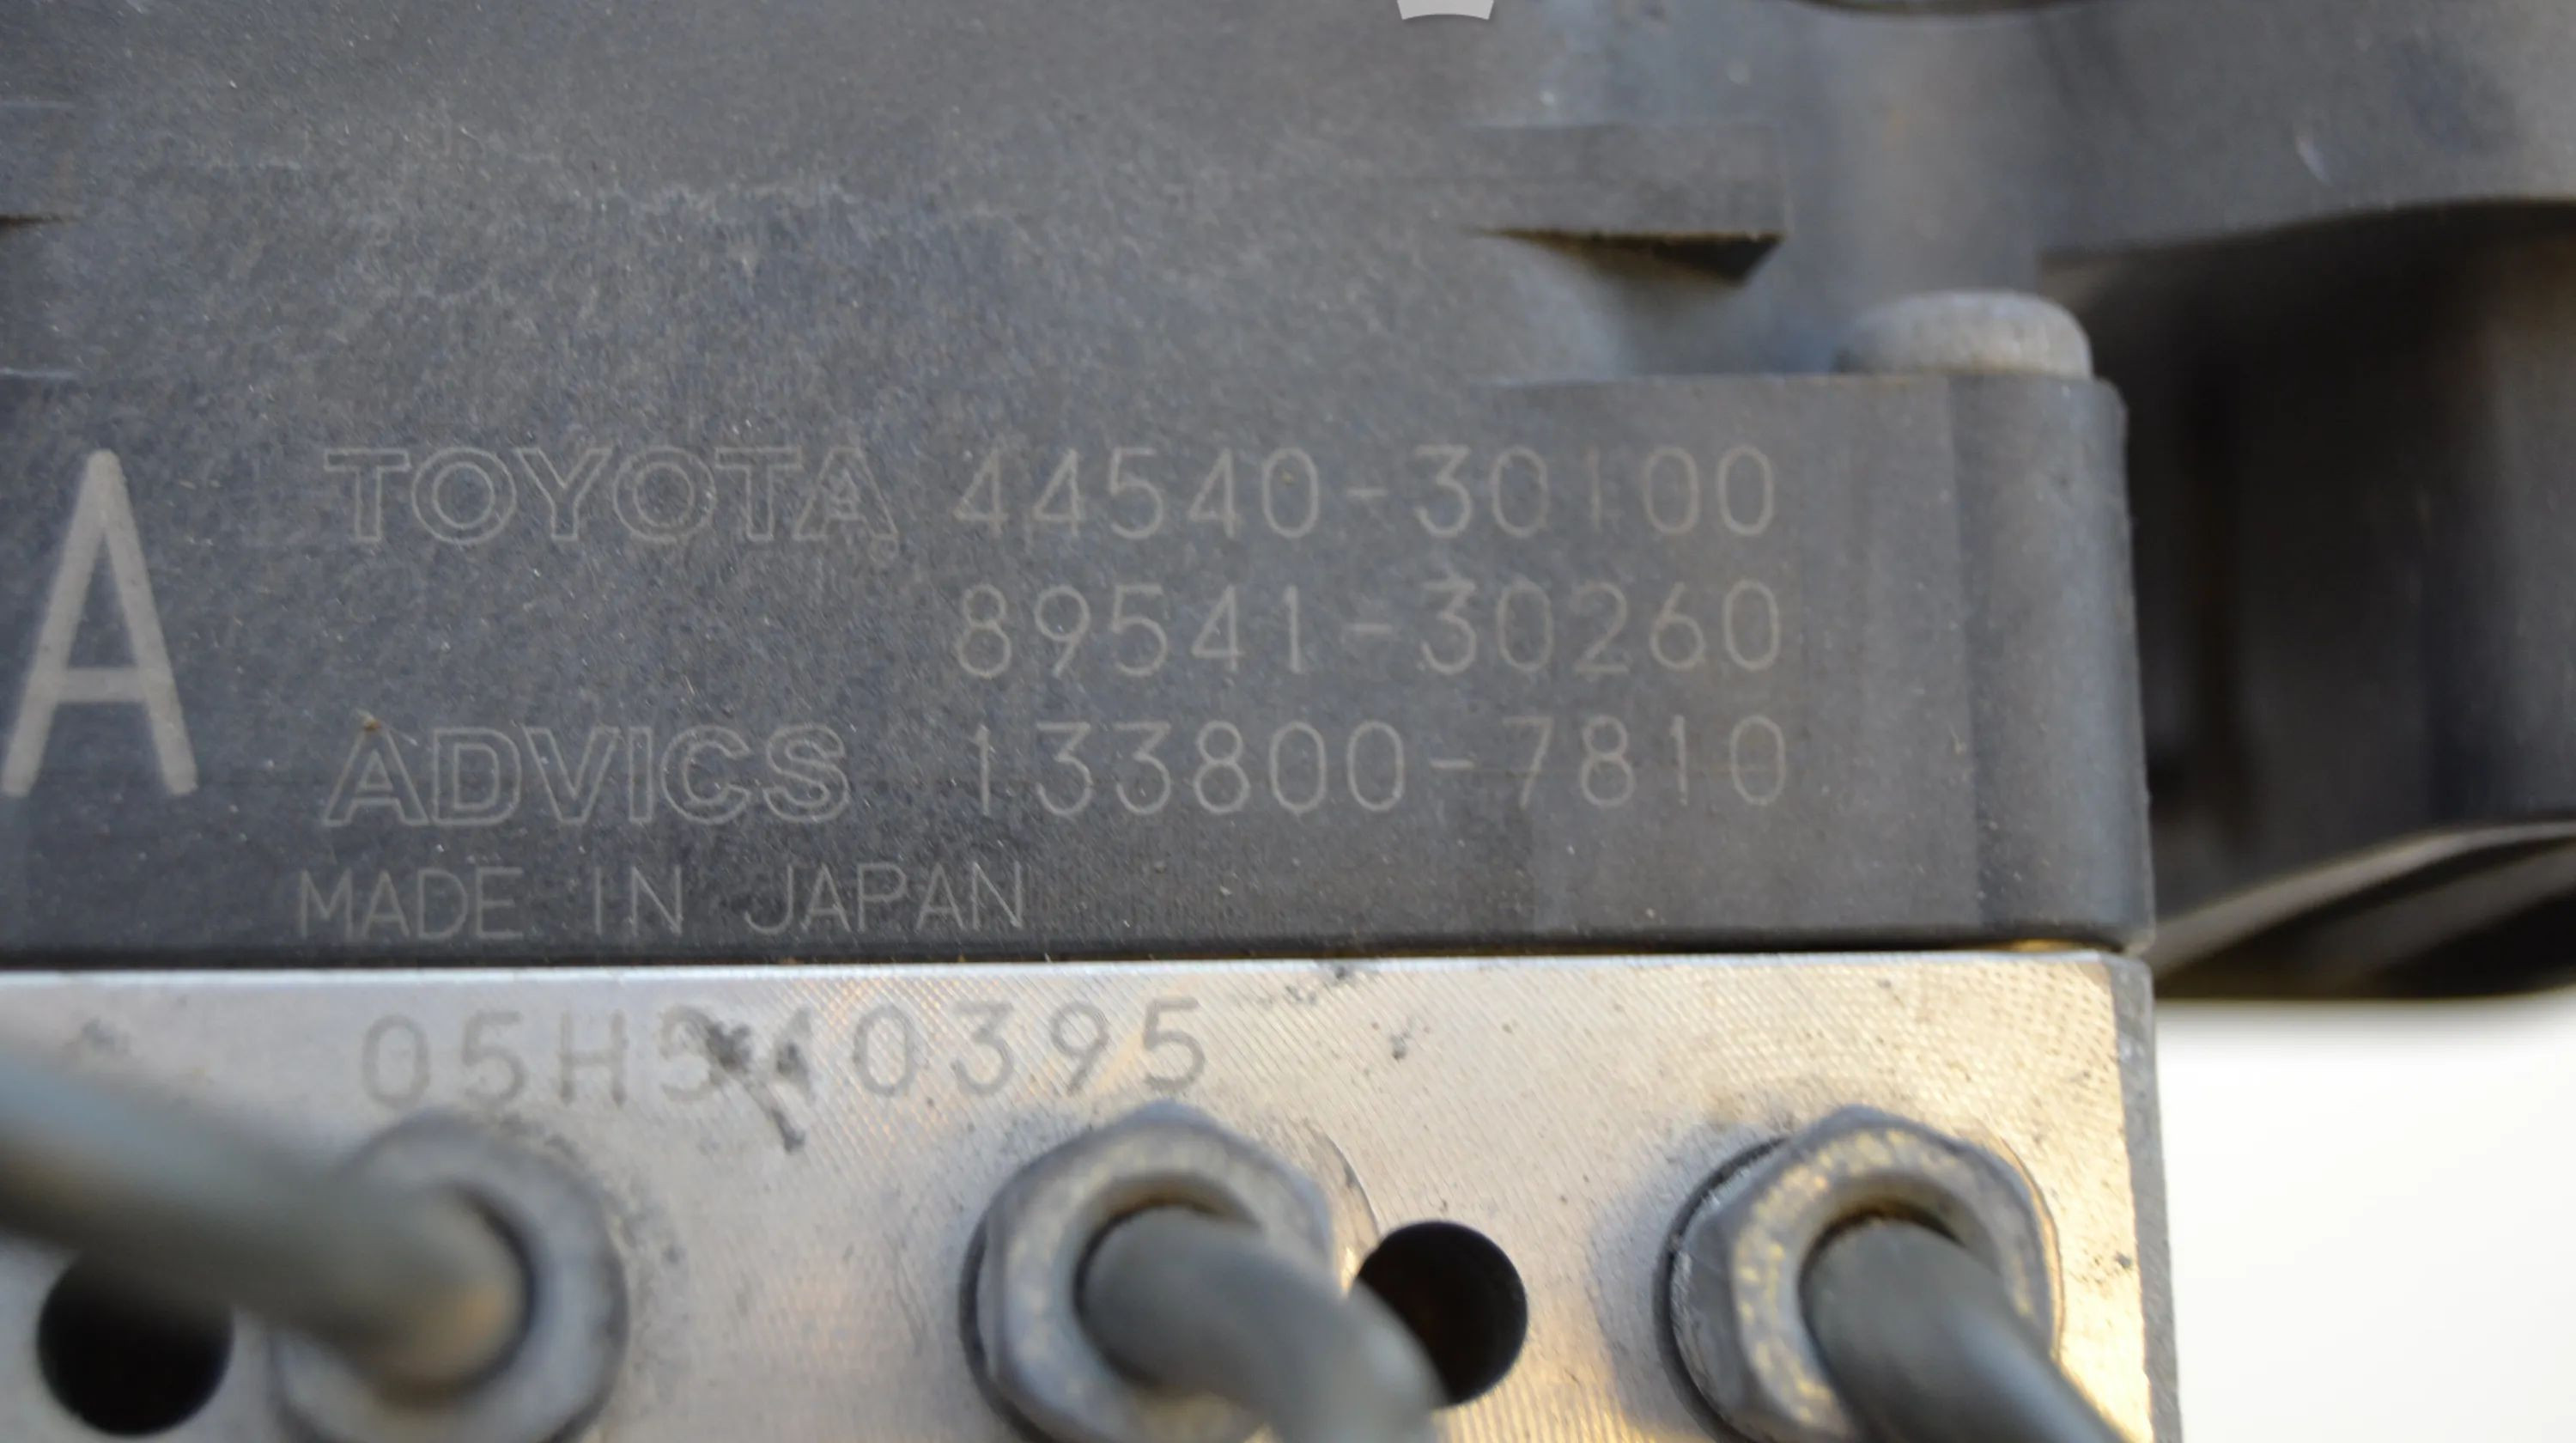 A
TOYOTA 44540-30100
89541-30260
ADVICS 133800-7810
MADE IN JAPAN